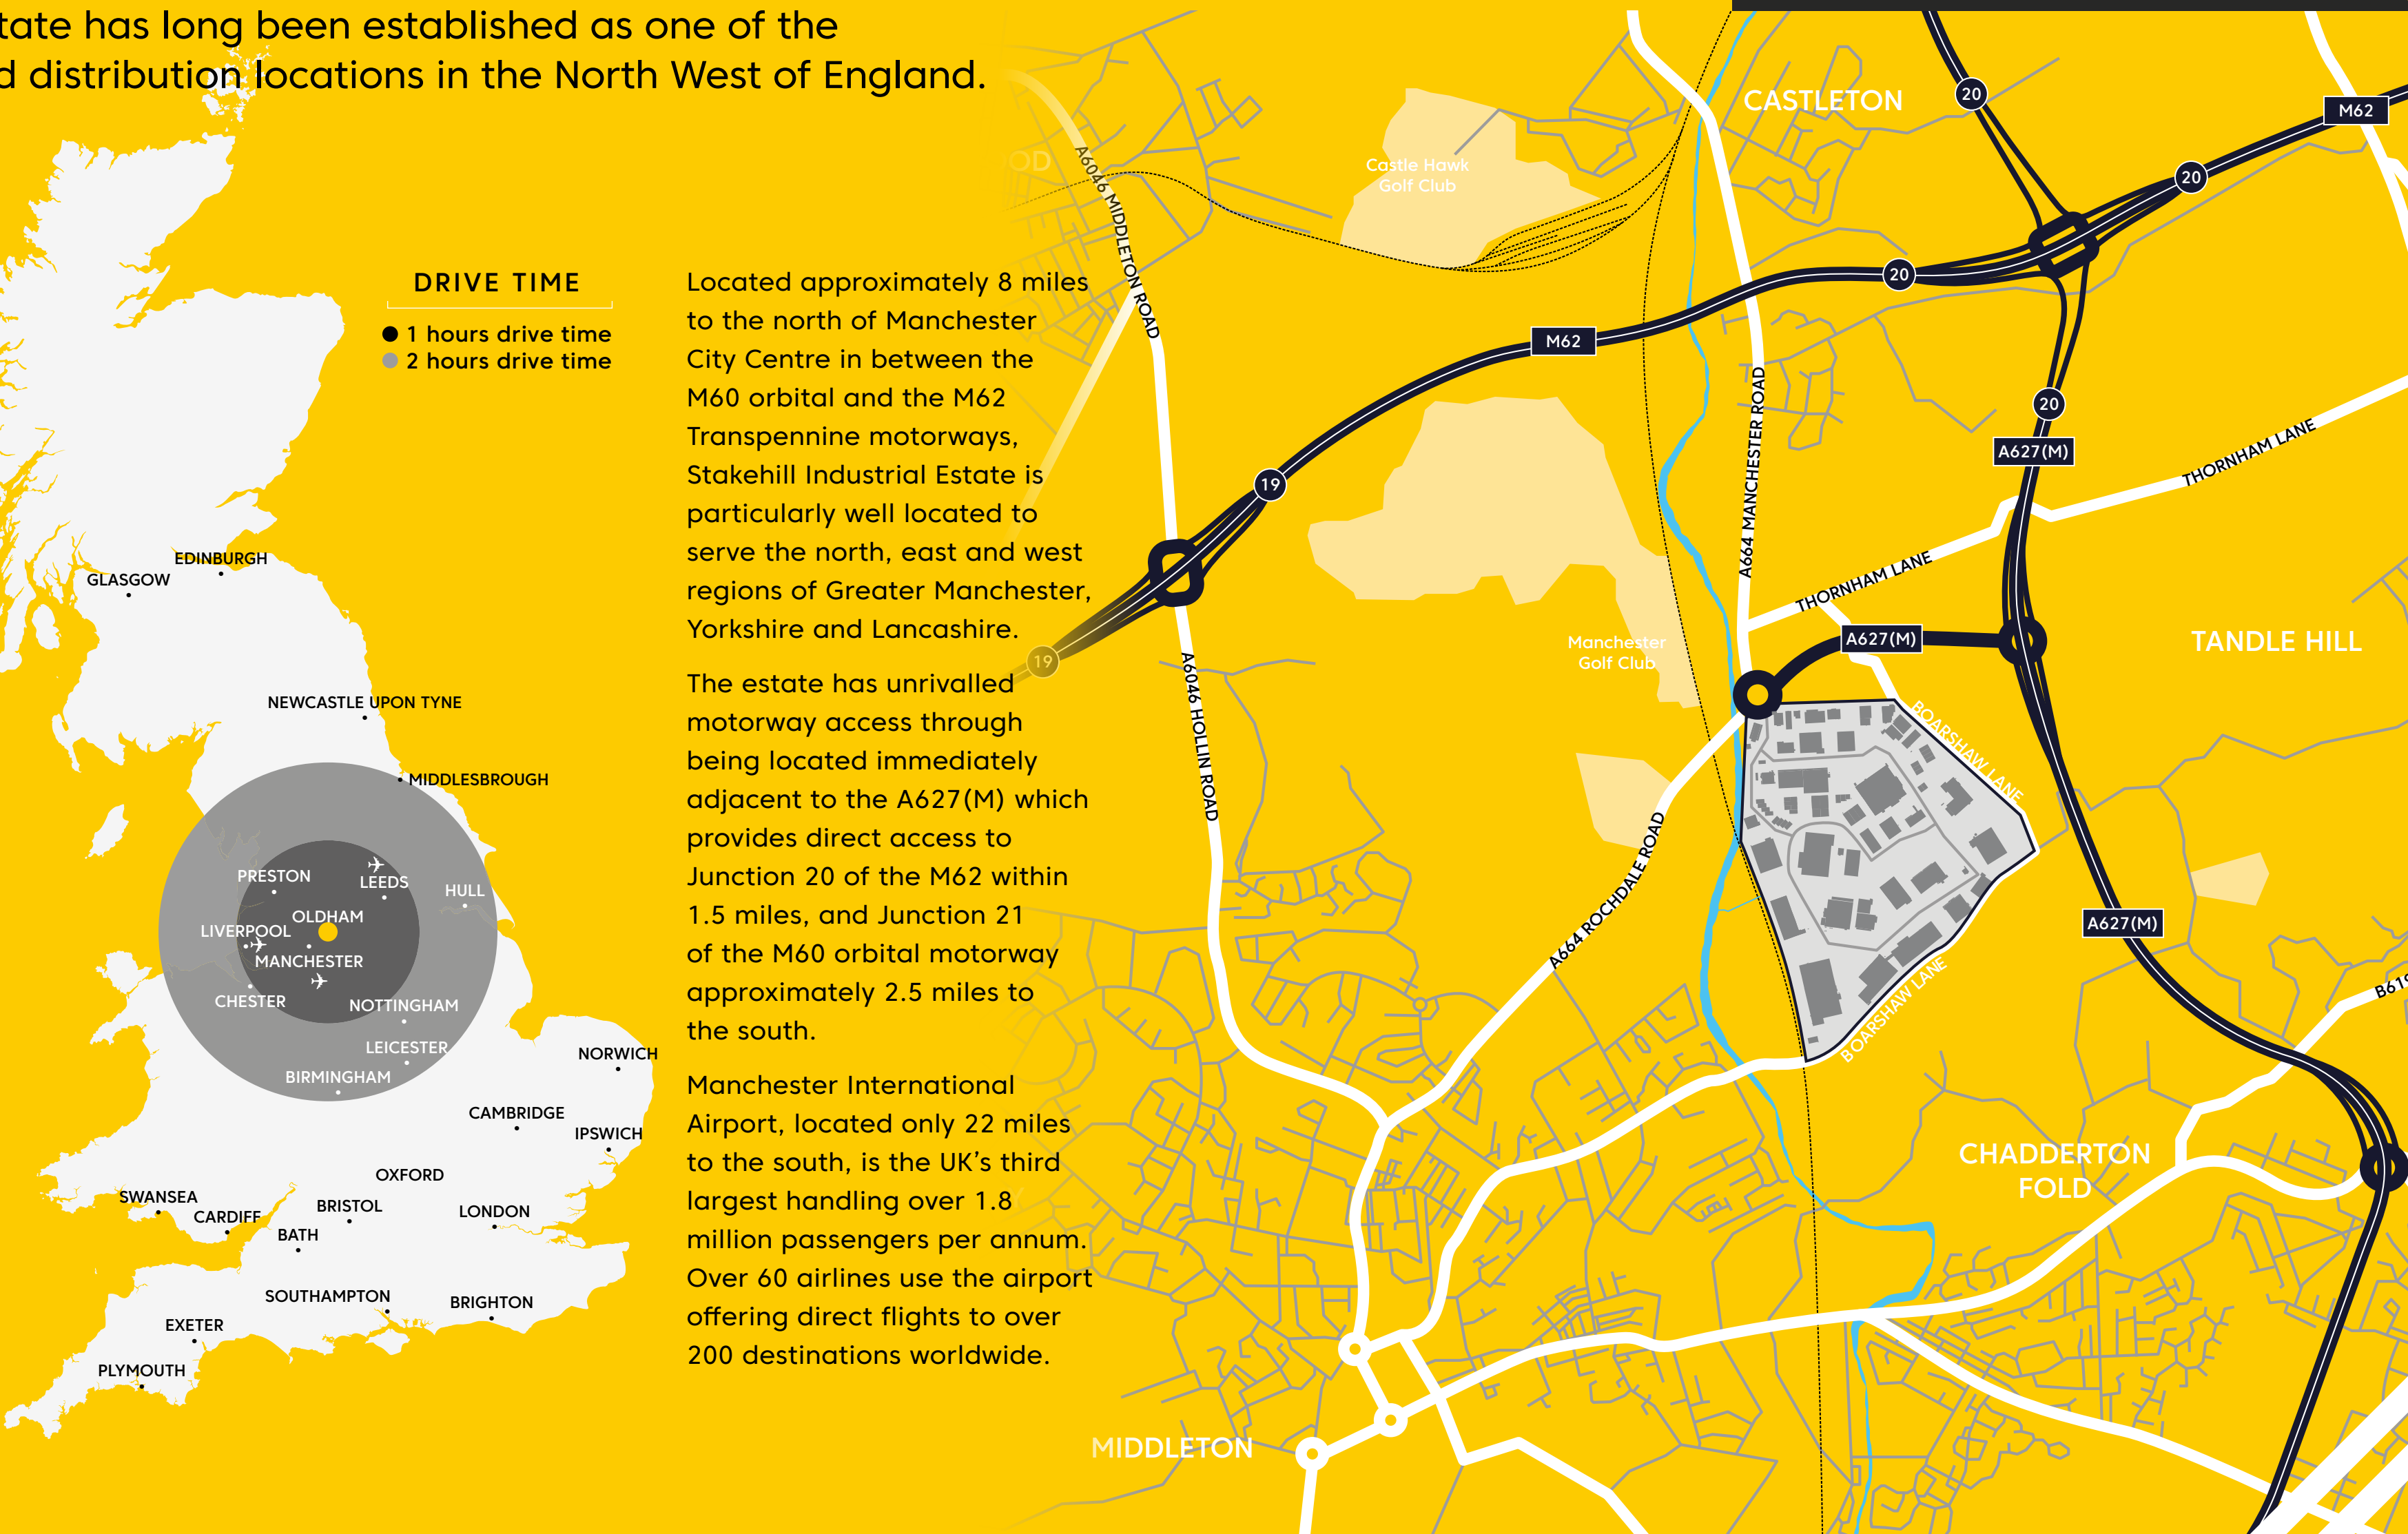 tate has long been established as one of the
d distribution locations in the North West of England.
DRIVE TIME
1 hours drive time
2 hours drive time
EDINBURGH
GLASGOW
NEWCASTLE UPON TYNE
MIDDLESBROUGH
PRESTON
LEEDS
HULL
OLDHAM
LIVERPOOL
MANCHESTER
CHESTER
NOTTINGHAM
LEICESTER
BIRMINGHAM
NORWICH
CAMBRIDGE
IPSWICH
OXFORD
SWANSEA
CARDIFF
BRISTOL
BATH
LONDON
SOUTHAMPTON
BRIGHTON
EXETER
PLYMOUTH
Located approximately 8 miles
to the north of Manchester
City Centre in between the
M60 orbital and the M62
Transpennine motorways,
Stakehill Industrial Estate is
particularly well located to
serve the north, east and west
regions of Greater Manchester,
Yorkshire and Lancashire.
The estate has unrivalled
motorway access through
being located immediately
adjacent to the A627(M) which
provides direct access to
Junction 20 of the M62 within
1.5 miles, and Junction 21
of the M60 orbital motorway
approximately 2.5 miles to
the south.
Manchester International
Airport, located only 22 miles
to the south, is the UK’s third
largest handling over 1.8
million passengers per annum.
Over 60 airlines use the airport
offering direct flights to over
200 destinations worldwide.
OD
A6046 MIDDLETON ROAD
Castle Hawk
Golf Club
CASTLETON
20
M62
20
20
M62
20
A627(M)
19
19
A664 MANCHESTER ROAD
THORNHAM LANE
THORNHAM LANE
A627(M)
TANDLE HILL
Manchester
Golf Club
A6046 HOLLIN ROAD
BOARSHAW LANE
A664 ROCHDALE ROAD
A627(M)
BOARSHAW LANE
B619
CHADDERTON
FOLD
MIDDLETON